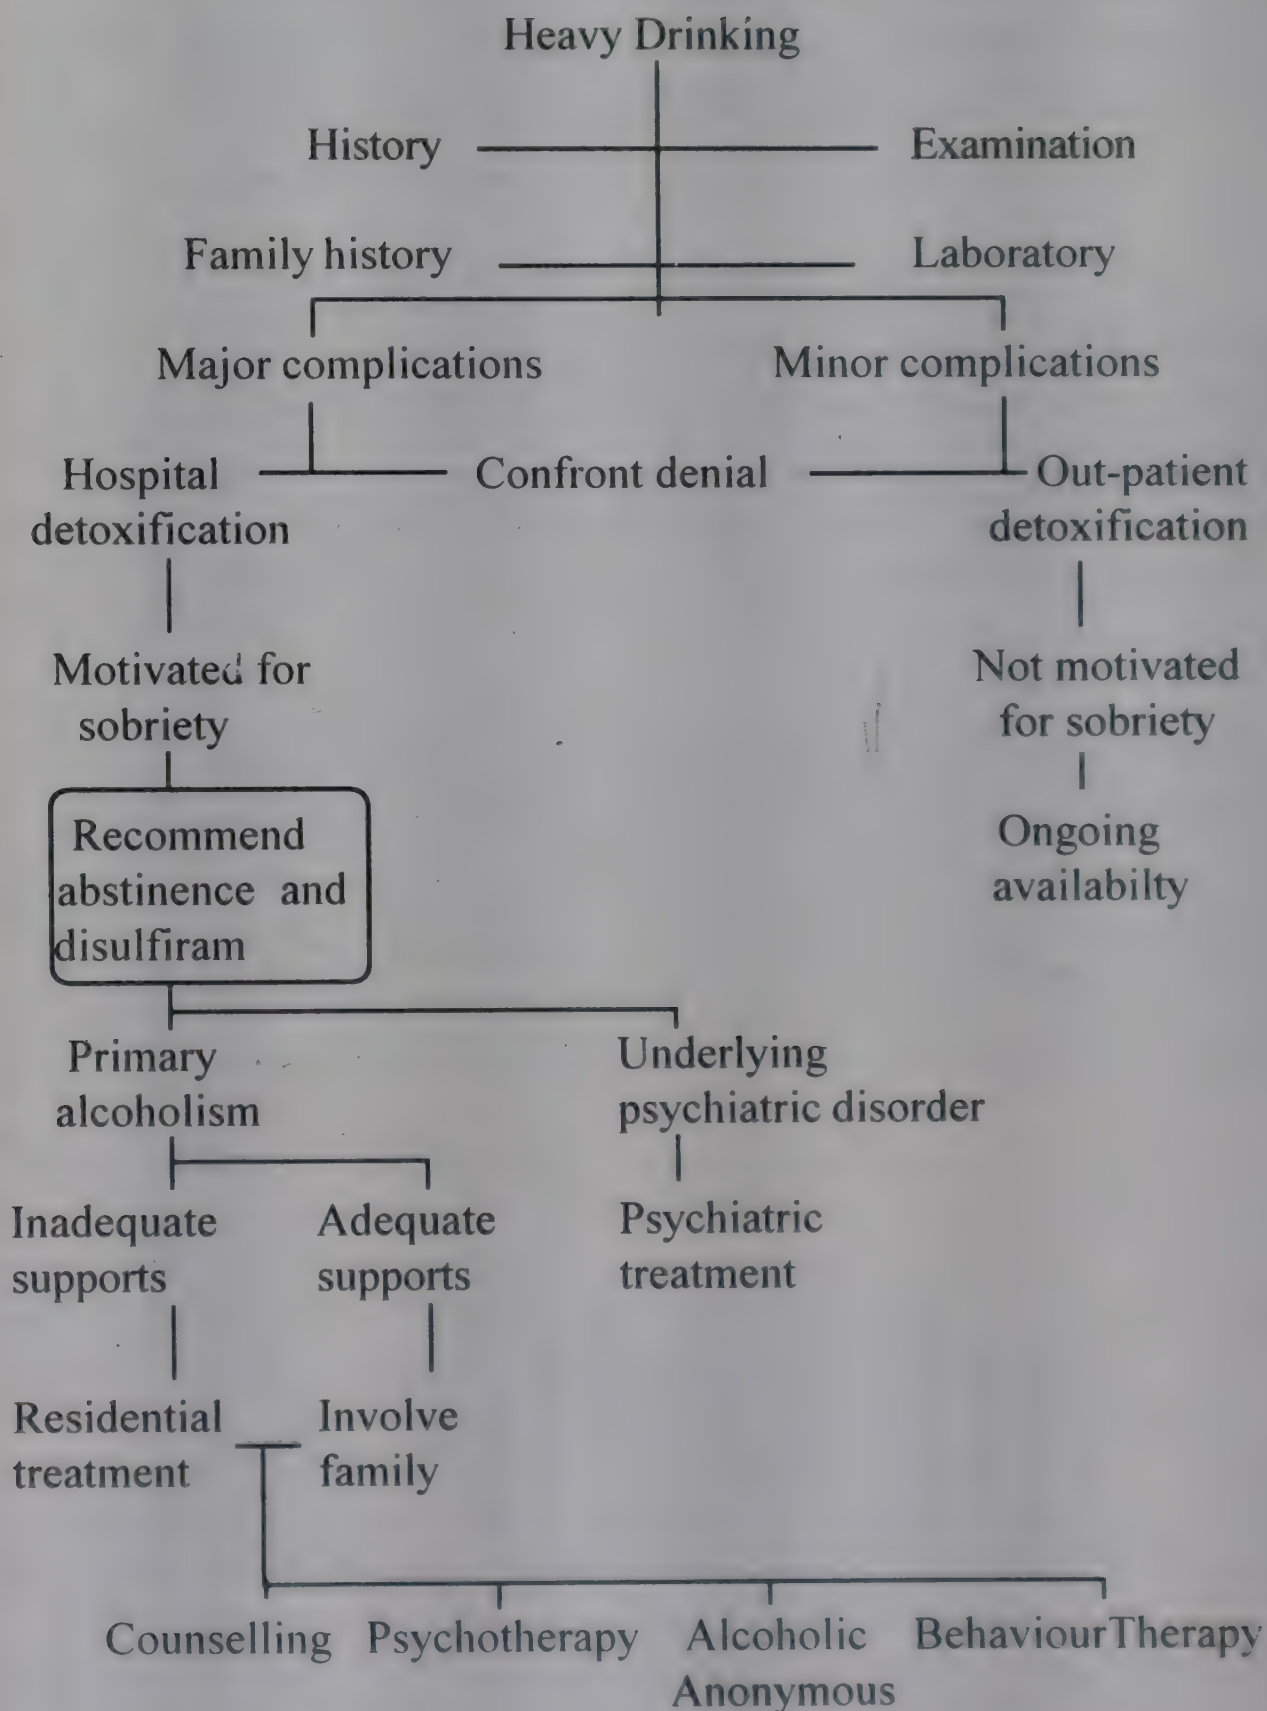 Heavy Drinking
History Examination
Family history Laboratory
Major complications Minor complications
Hospital Confront denial Out-patient
detoxification detoxification
Motivated for Not motivated
sobriety for sobriety
Recommend Ongoing
abstinence and availabilty
disulfiram
Primary Underlying
alcoholism psychiatric disorder
Inadequate Adequate Psychiatric
supports supports treatment
Residential Involve
treatment family
Counselling Psychotherapy Alcoholic BehaviourTherapy
Anonymous